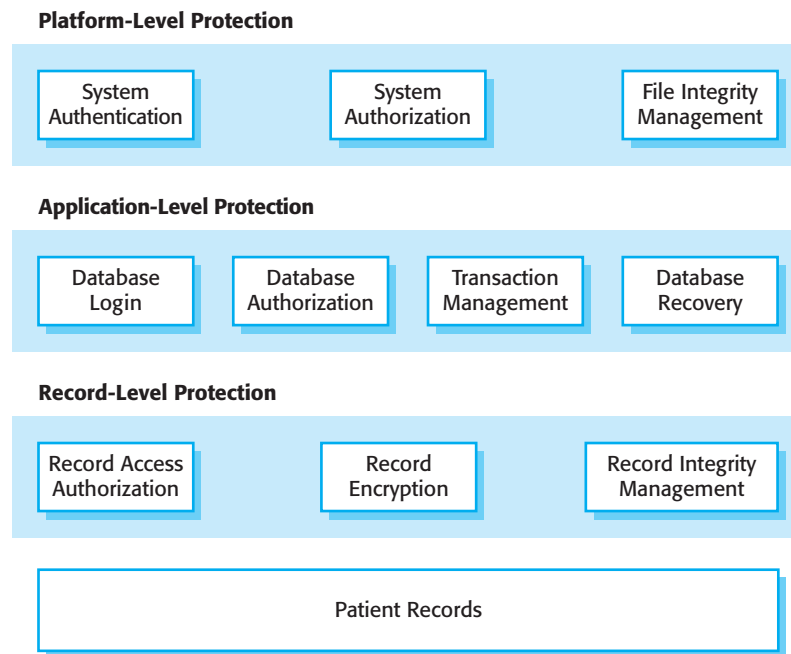 Platform-Level Protection
System
Authentication
System
Authorization
File Integrity
Management
Application-Level Protection
Database
Login
Database
Authorization
Transaction
Management
Database
Recovery
Record-Level Protection
Record Access
Authorization
Record
Encryption
Record Integrity
Management
Patient Records